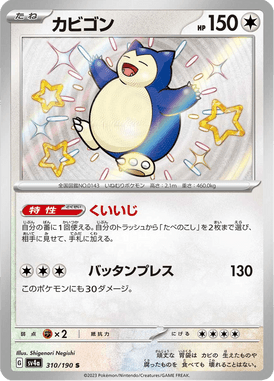 たね
カビゴン
HP 150
全国図鑑NO.0143 いねむりポケモン 高さ：2.1m 重さ：460.0kg
特性 くいいじ
自分の番に1回使える。自分のトラッシュから「たべのこし」を2枚まで選び、
相手に見せて、手札に加える。
バッタンプレス 130
このポケモンにも30ダメージ。
弱点 ×2 抵抗力 にげる
Illus. Shigenori Negishi
sv4a 310/190 S
©2023 Pokémon/Nintendo/Creatures/GAME FREAK.